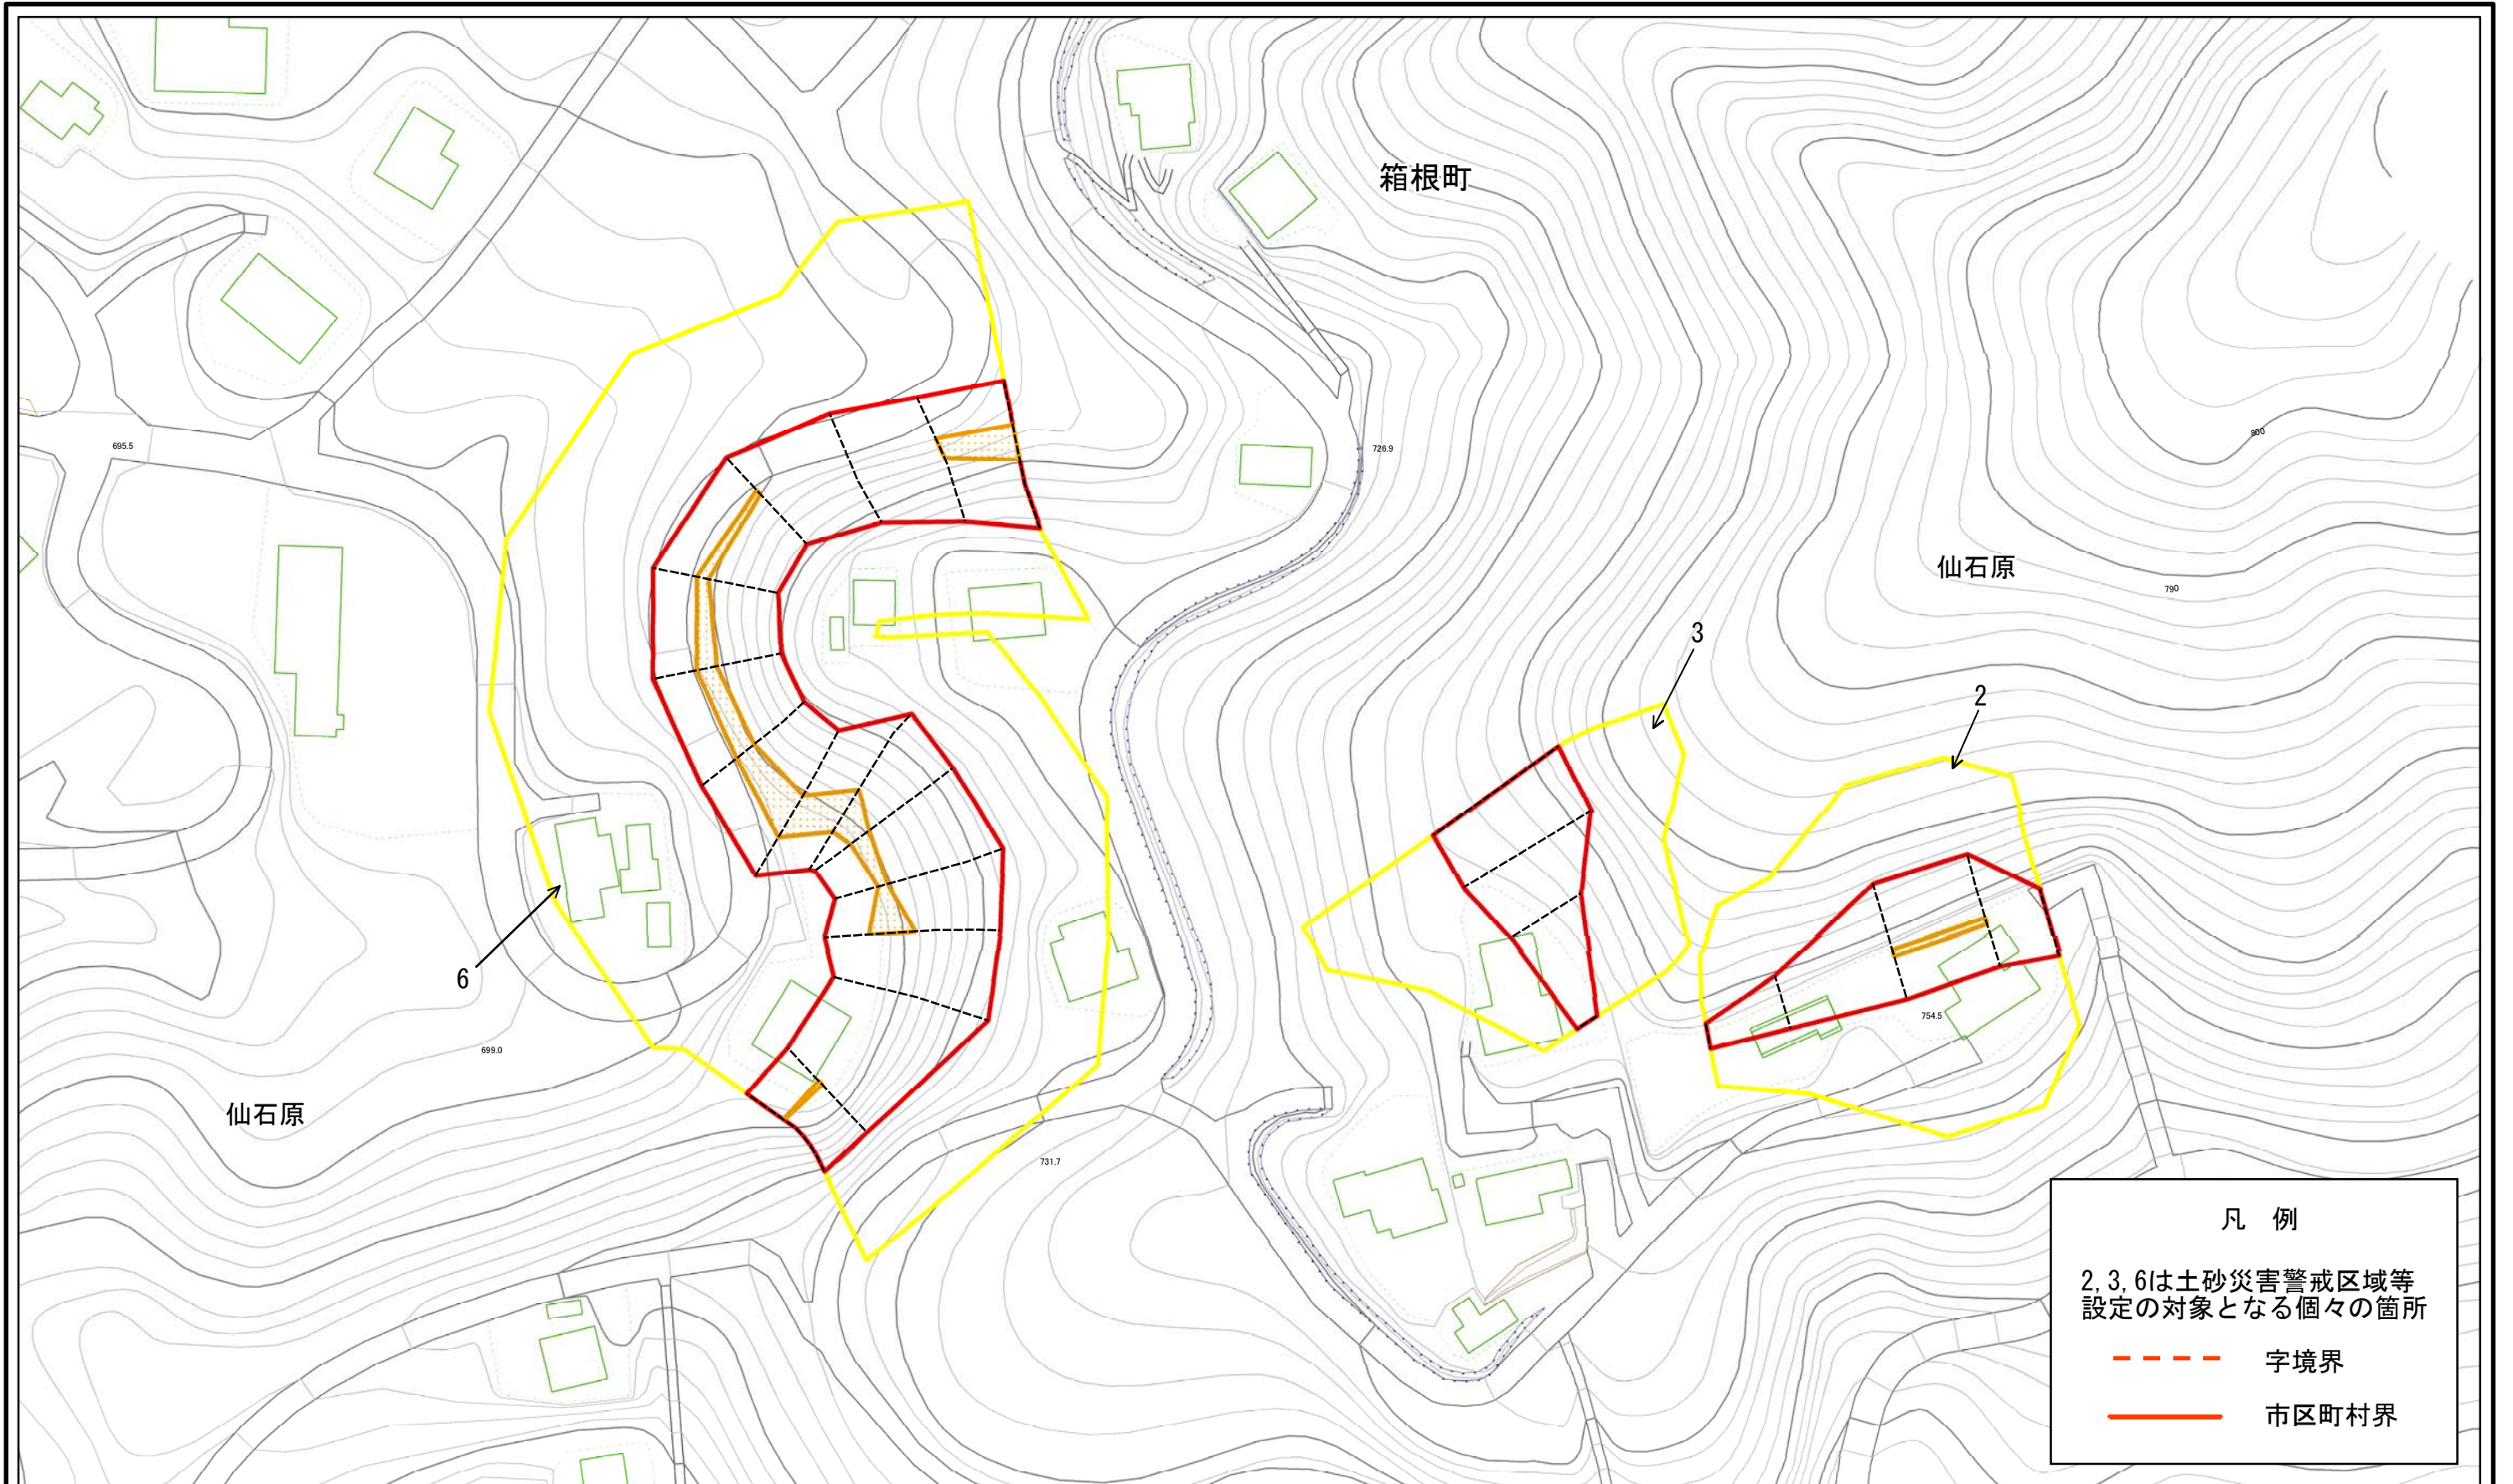 箱根町
695.5
726.9
800
仙石原
790
3
2
6
754.5
699.0
仙石原
731.7
凡 例
2,3,6は土砂災害警戒区域等
設定の対象となる個々の箇所
字境界
市区町村界